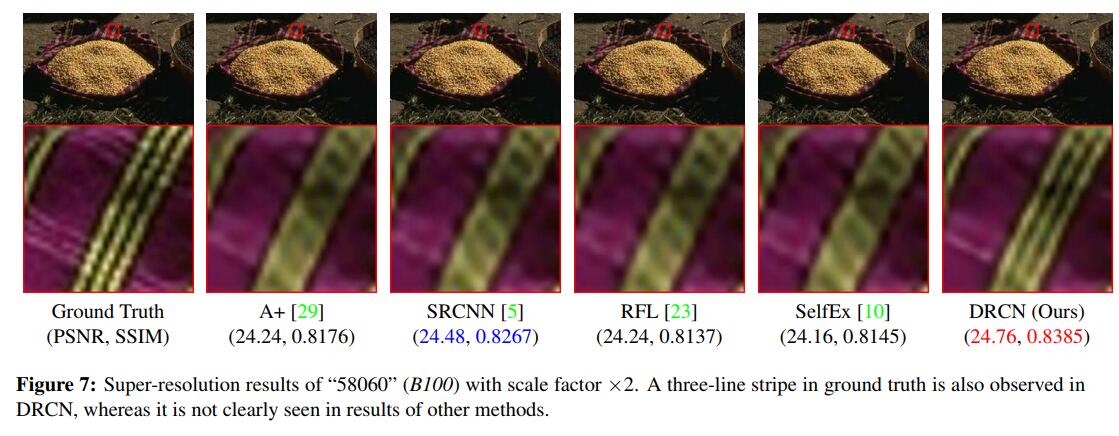 Ground Truth
(PSNR, SSIM)
A+ [29]
(24.24, 0.8176)
SRCNN [5]
(24.48, 0.8267)
RFL [23]
(24.24, 0.8137)
SelfEx [10]
(24.16, 0.8145)
DRCN (Ours)
(24.76, 0.8385)
Figure 7: Super-resolution results of “58060” (B100) with scale factor ×2. A three-line stripe in ground truth is also observed in
DRCN, whereas it is not clearly seen in results of other methods.